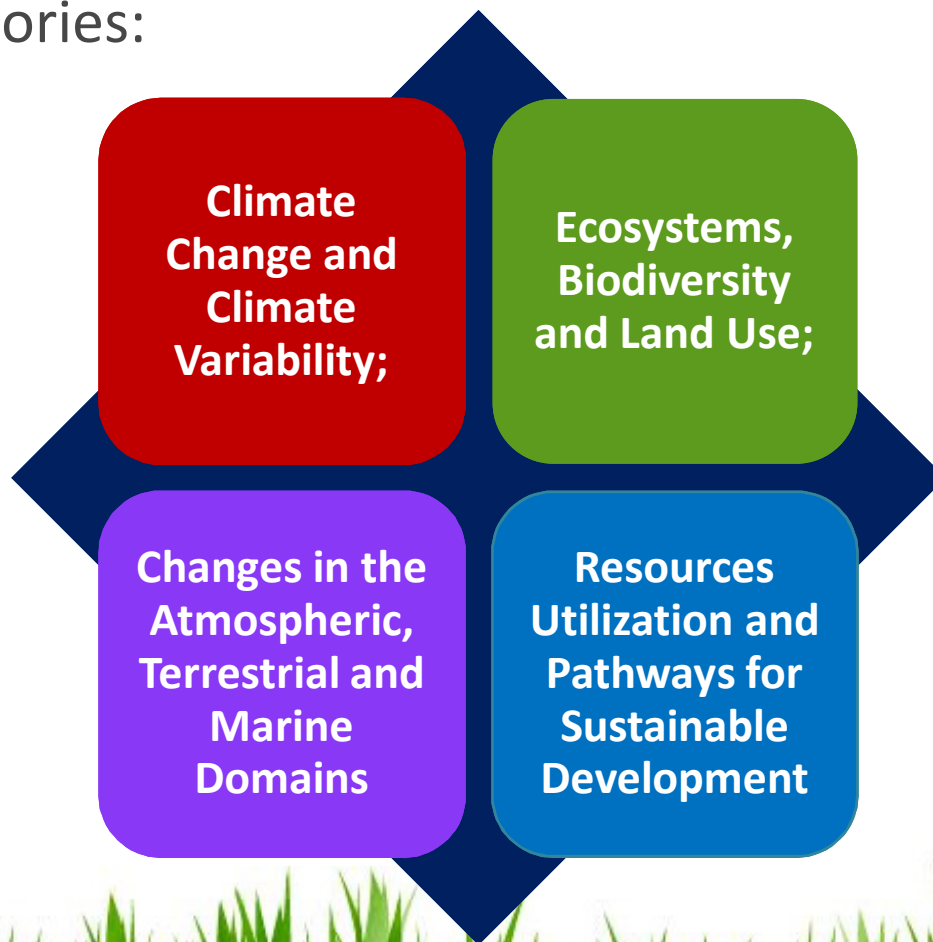 ories:
Climate
Change and
Climate
Variability;
Ecosystems,
Biodiversity
and Land Use;
Changes in the
Atmospheric,
Terrestrial and
Marine
Domains
Resources
Utilization and
Pathways for
Sustainable
Development